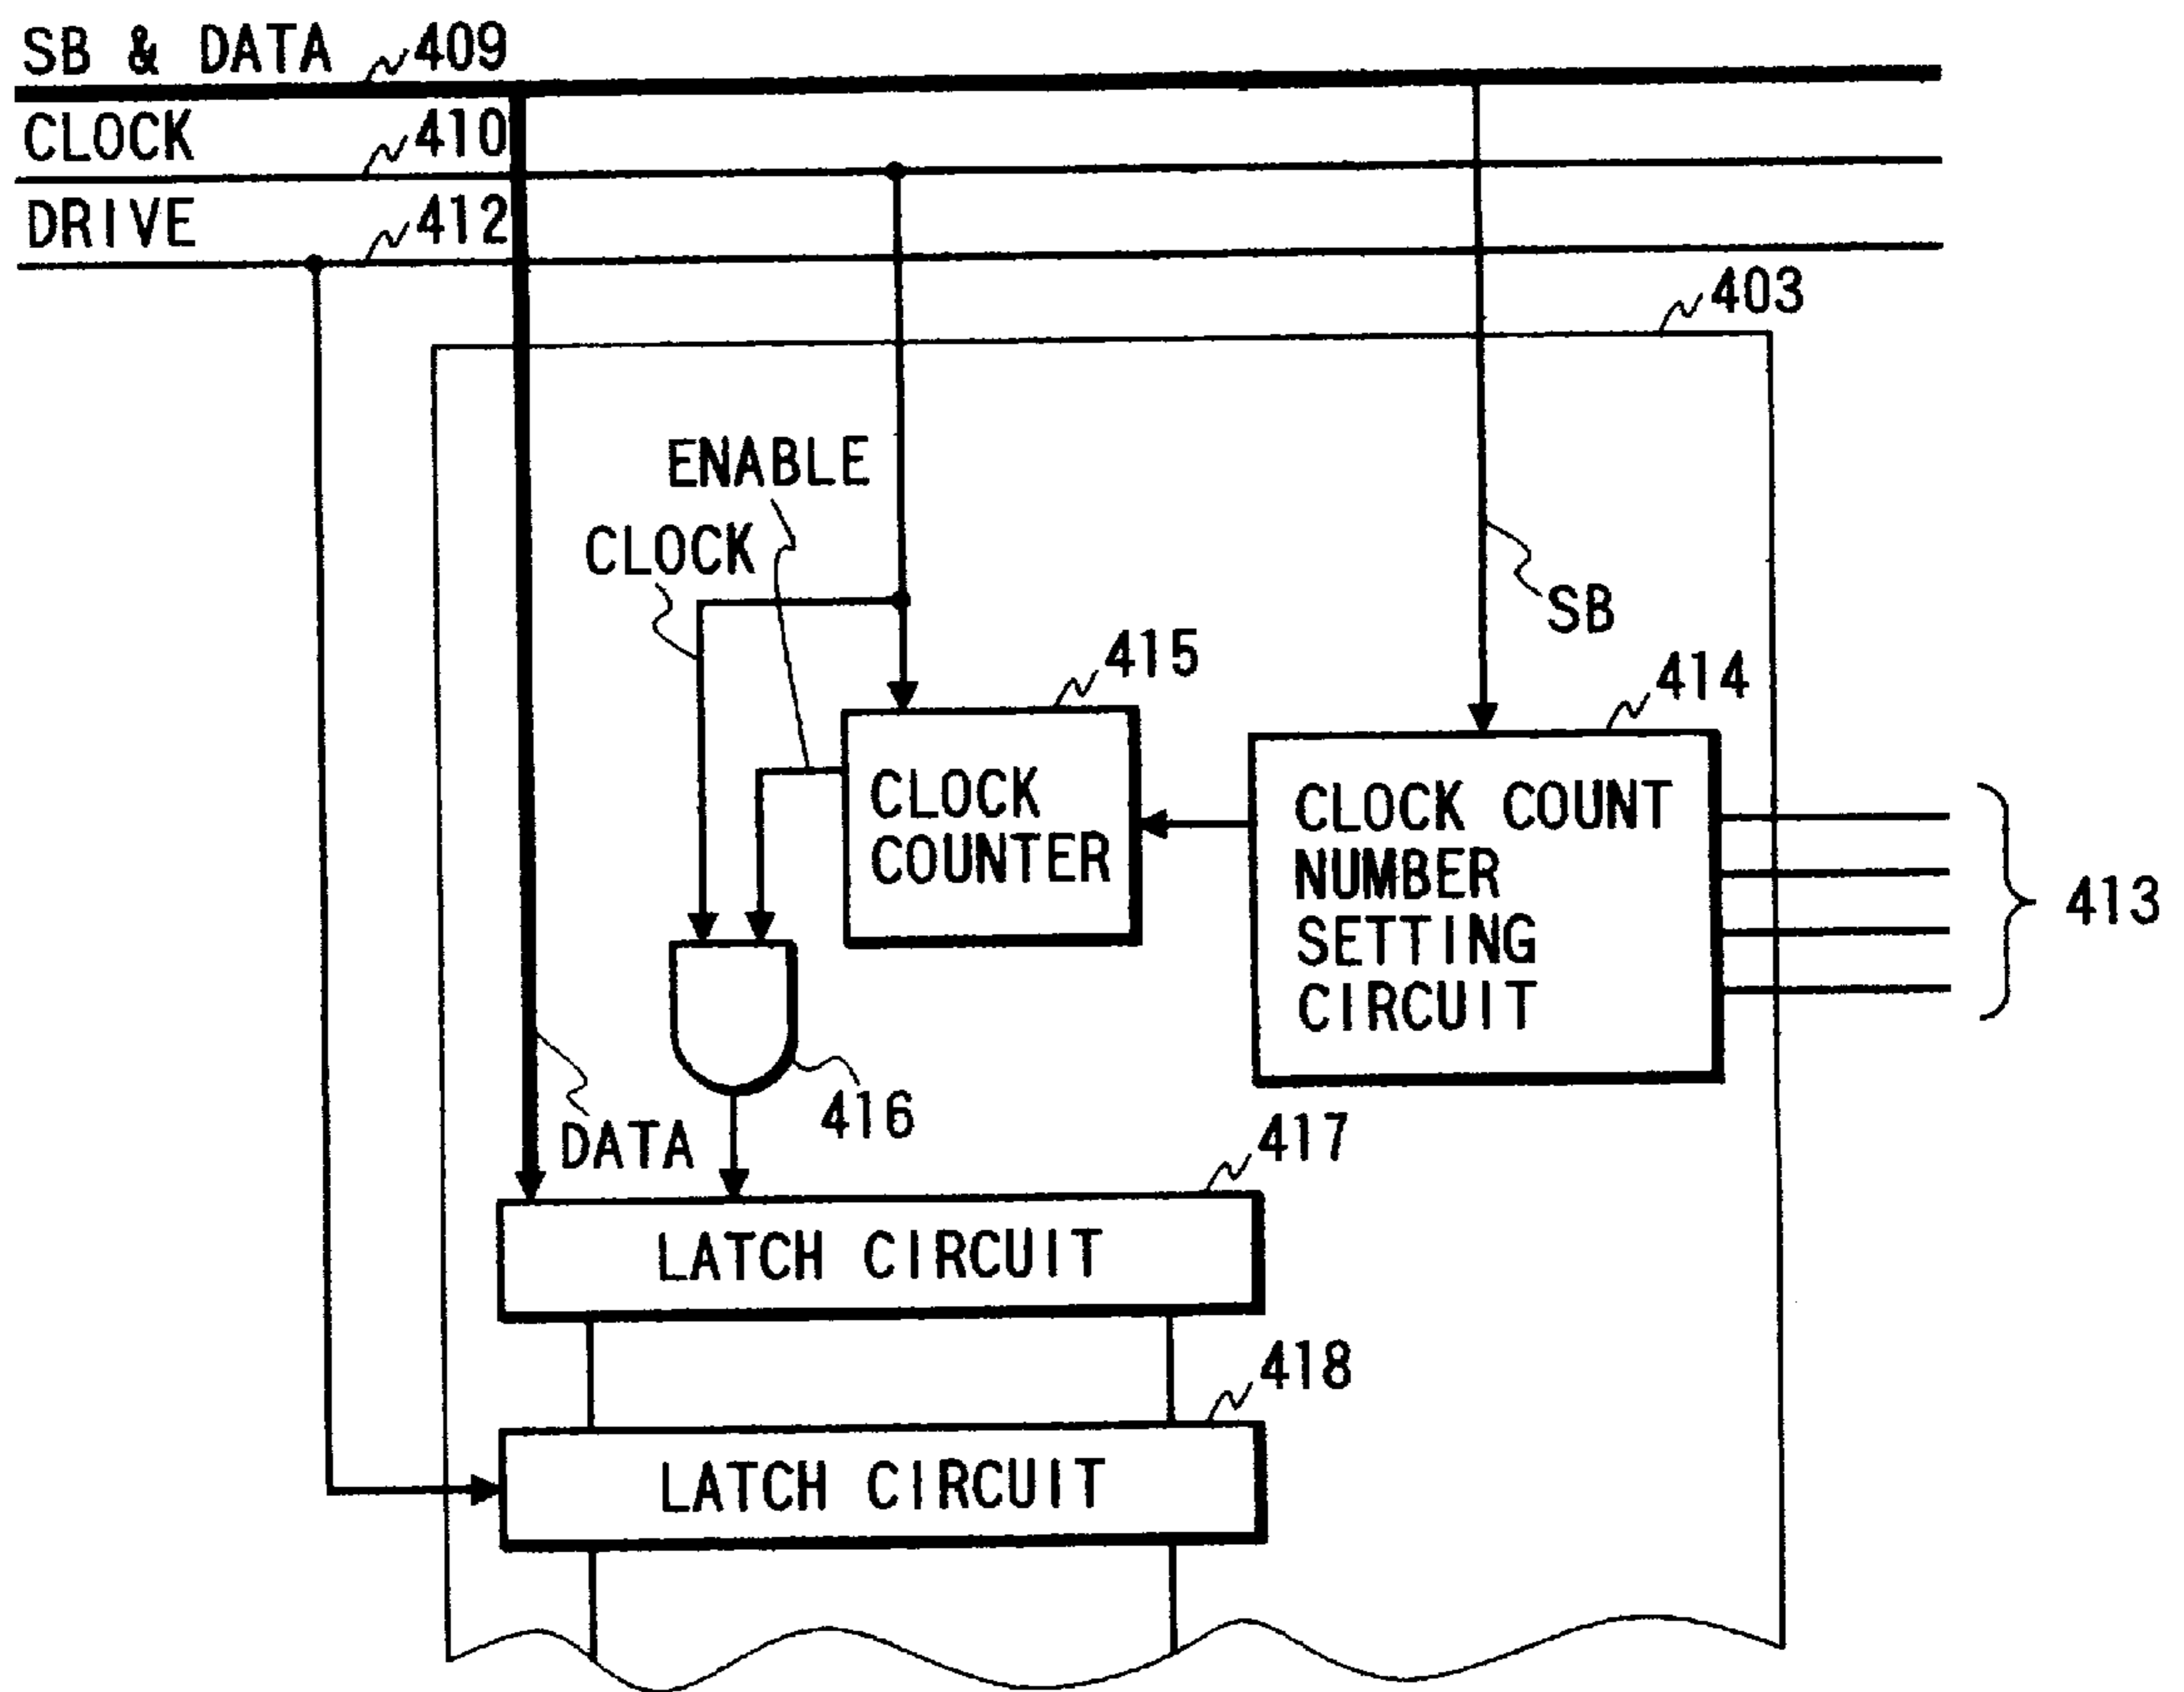 SB & DATA 409
CLOCK 410
DRIVE 412
403
ENABLE
CLOCK
SB
415
414
CLOCK
COUNTER
CLOCK COUNT
NUMBER
SETTING
CIRCUIT
413
416
DATA
417
LATCH CIRCUIT
418
LATCH CIRCUIT